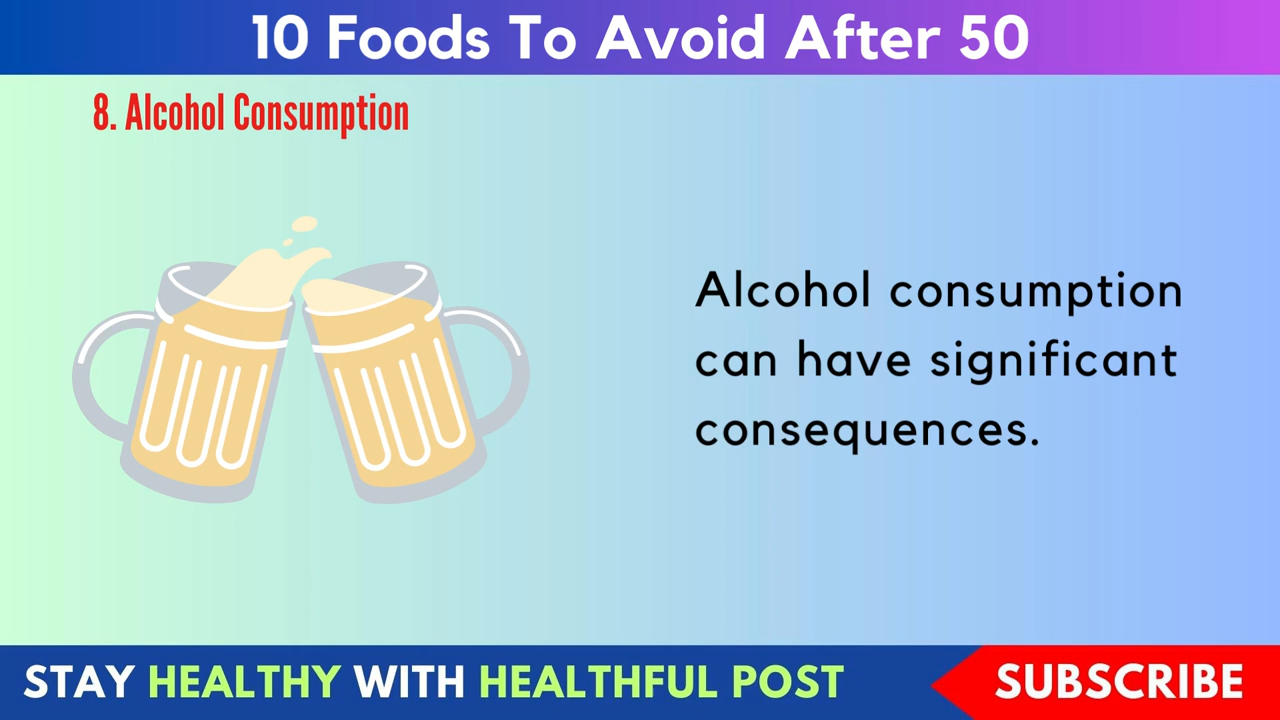 10 Foods To Avoid After 50
8. Alcohol Consumption
Alcohol consumption
can have significant
consequences.
STAY HEALTHY WITH HEALTHFUL POST
SUBSCRIBE